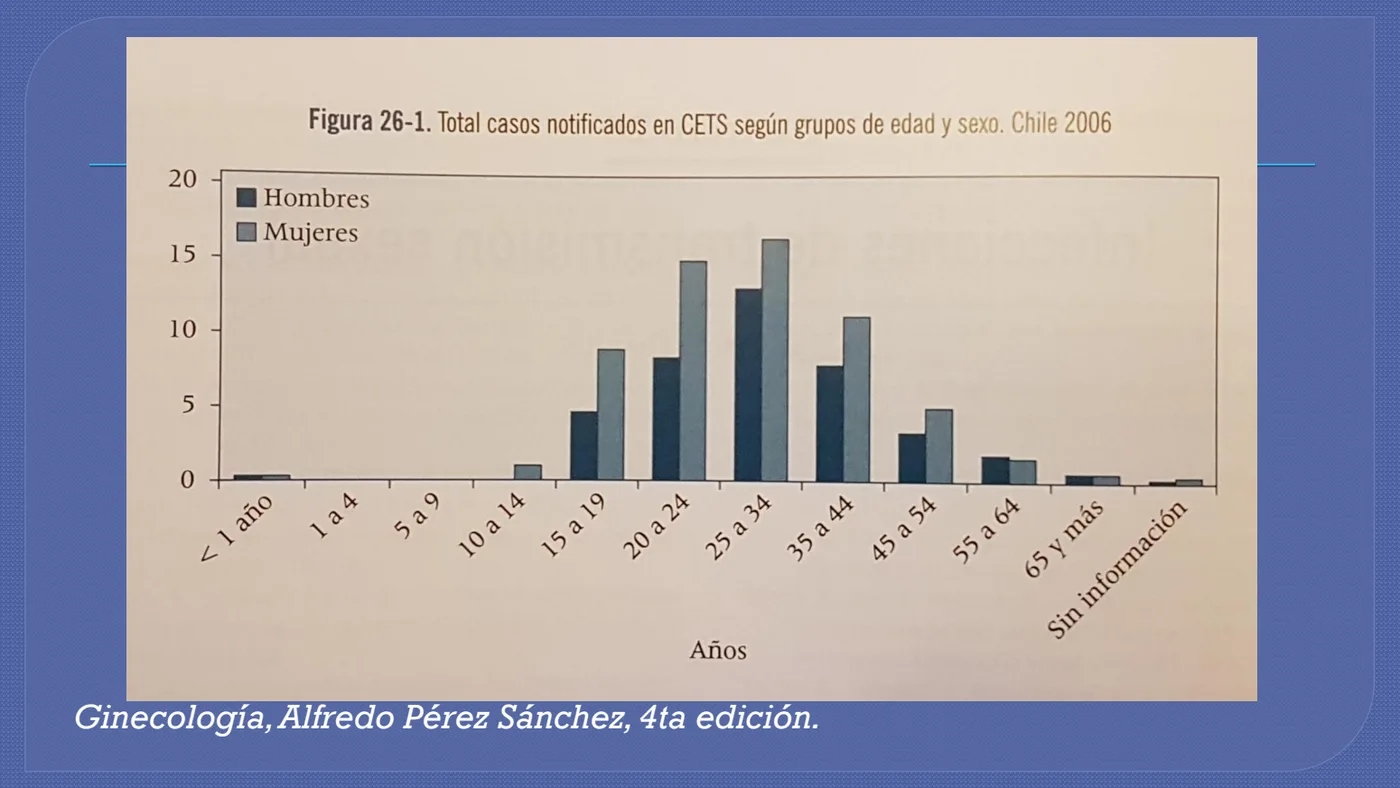 Figura 26-1. Total casos notificados en CETS según grupos de edad y sexo. Chile 2006
20
15
10
5
0
Hombres
Mujeres
< 1 año
1 a 4
5 a 9
10 a 14
15 a 19
20 a 24
25 a 34
35 a 44
45 a 54
55 a 64
65 y más
Sin información
Años
Ginecología, Alfredo Pérez Sánchez, 4ta edición.